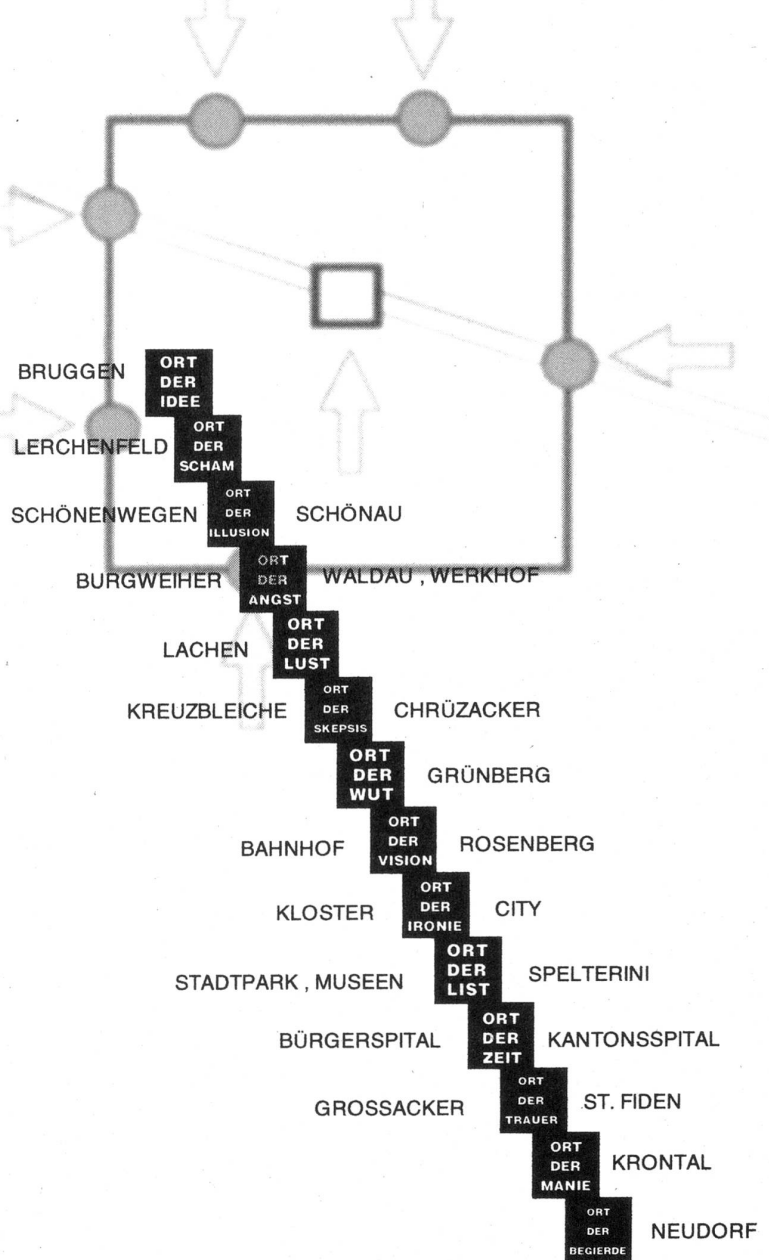 BRUGGEN
ORT
DER
IDEE
LERCHENFELD
ORT
DER
SCHAM
SCHÖNENWEGEN
ORT
DER
ILLUSION
SCHÖNAU
BURGWEIHER
ORT
DER
ANGST
WALDAU , WERKHOF
LACHEN
ORT
DER
LUST
KREUZBLEICHE
ORT
DER
SKEPSIS
CHRÜZACKER
ORT
DER
WUT
GRÜNBERG
BAHNHOF
ORT
DER
VISION
ROSENBERG
KLOSTER
ORT
DER
IRONIE
CITY
STADTPARK , MUSEEN
ORT
DER
LIST
SPELTERINI
BÜRGERSPITAL
ORT
DER
ZEIT
KANTONSSPITAL
GROSSACKER
ORT
DER
TRAUER
ST. FIDEN
ORT
DER
MANIE
KRONTAL
ORT
DER
BEGIERDE
NEUDORF